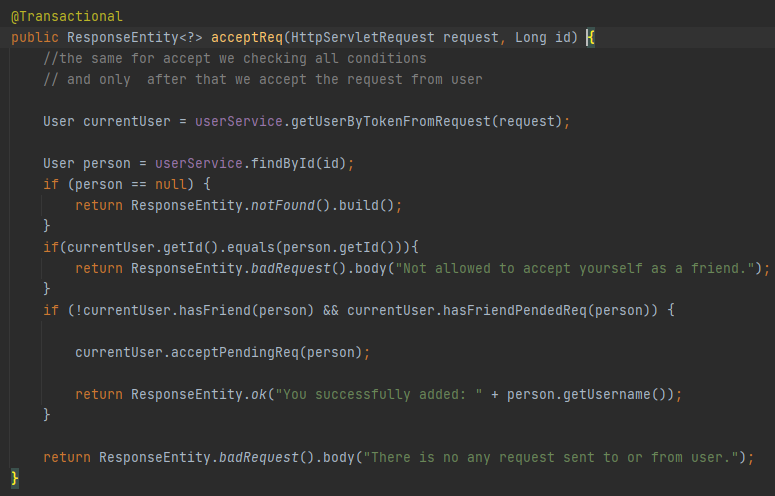 @Transactional
public ResponseEntity<?> acceptReq(HttpServletRequest request, Long id) {
//the same for accept we checking all conditions
// and only  after that we accept the request from user
User currentUser = userService.getUserByTokenFromRequest(request);
User person = userService.findById(id);
if (person == null) {
return ResponseEntity.notFound().build();
}
if(currentUser.getId().equals(person.getId())){
return ResponseEntity.badRequest().body("Not allowed to accept yourself as a friend.");
}
if (!currentUser.hasFriend(person) && currentUser.hasFriendPendedReq(person)) {
currentUser.acceptPendingReq(person);
return ResponseEntity.ok("You successfully added: " + person.getUsername());
}
return ResponseEntity.badRequest().body("There is no any request sent to or from user.");
}